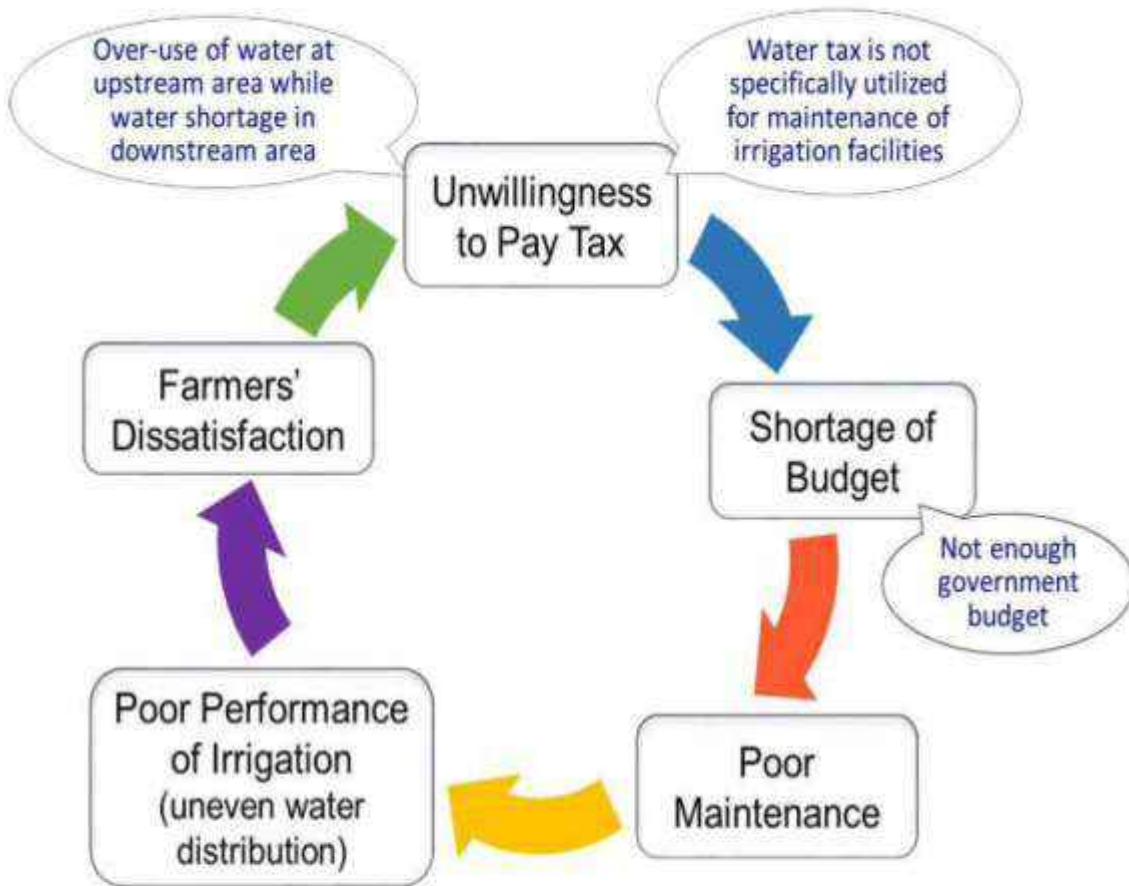 Over-use of water at
upstream area while
water shortage in
downstream area
Water tax is not
specifically utilized
for maintenance of
irrigation facilities
Unwillingness
to Pay Tax
Farmers’
Dissatisfaction
Shortage of
Budget
Not enough
government
budget
Poor Performance
of Irrigation
(uneven water
distribution)
Poor
Maintenance